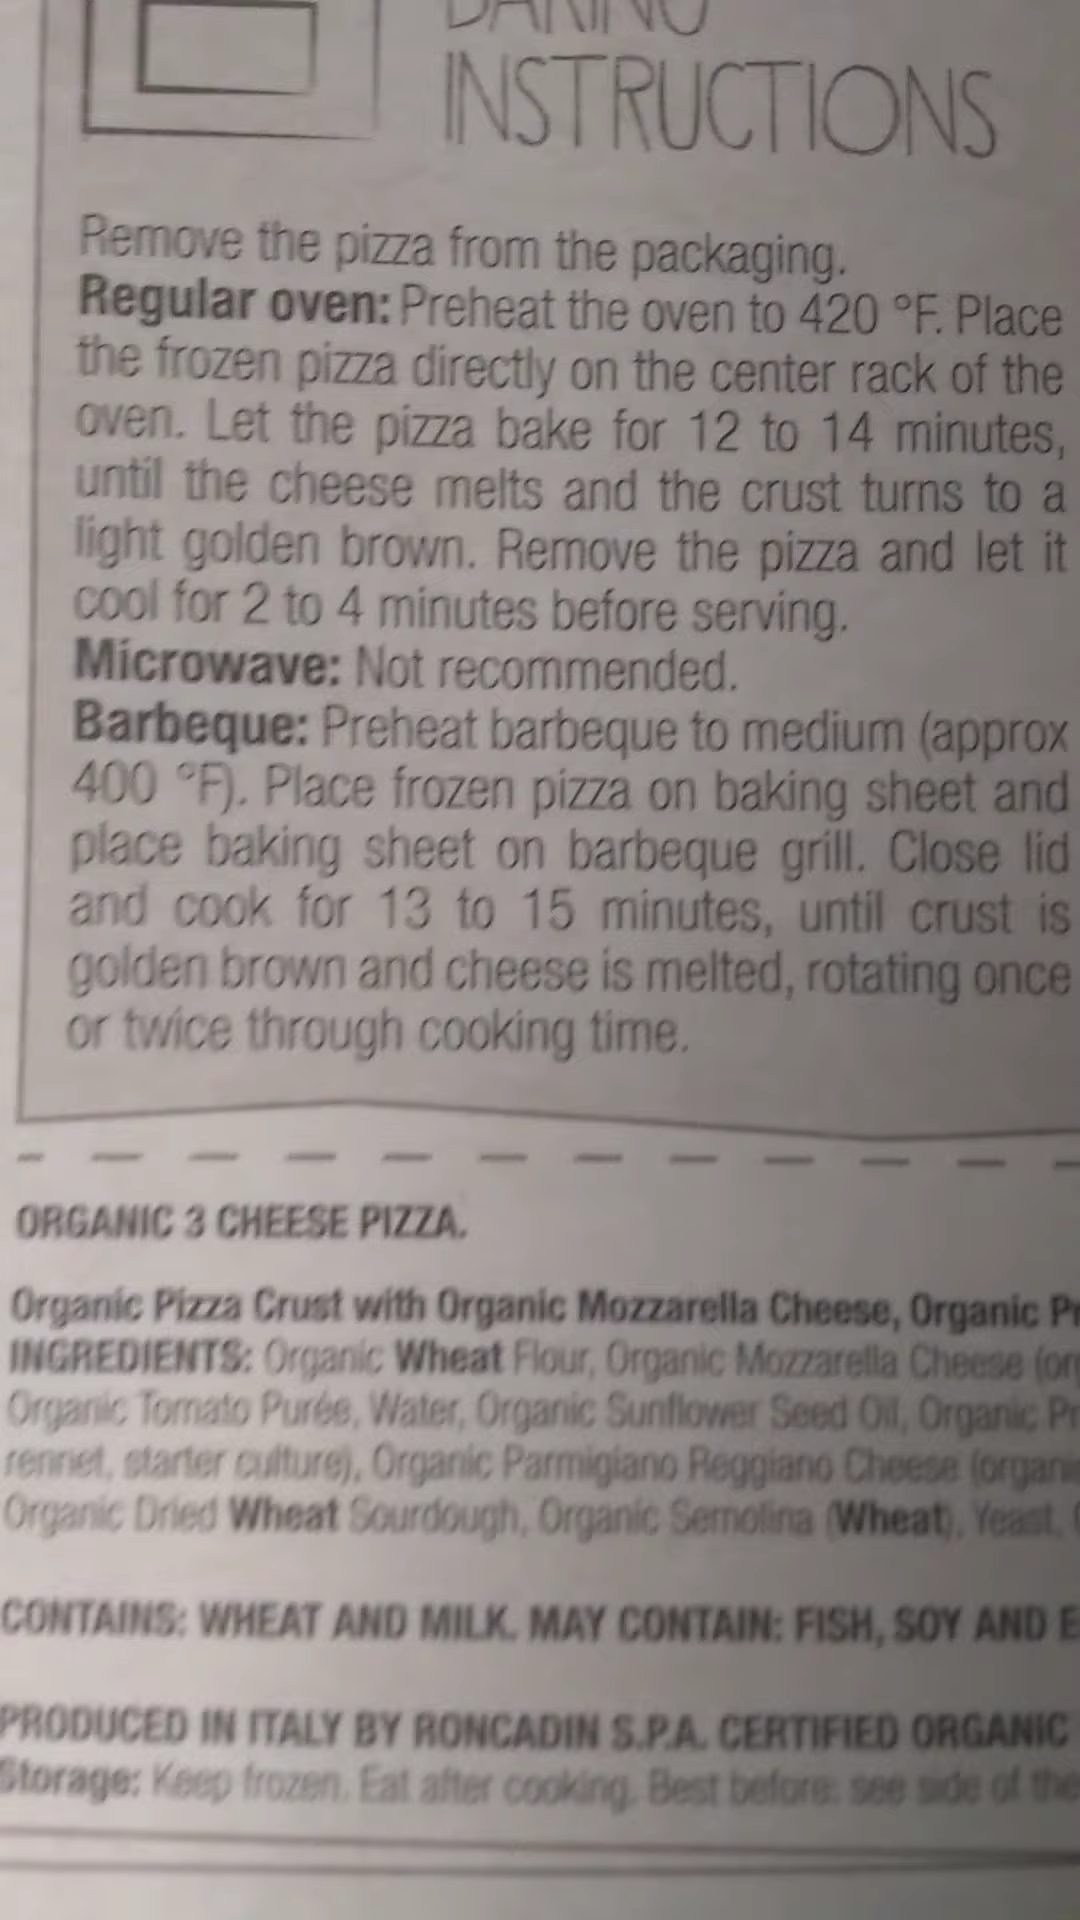 BAKING
INSTRUCTIONS
Remove the pizza from the packaging.
Regular oven: Preheat the oven to 420 °F. Place
the frozen pizza directly on the center rack of the
oven. Let the pizza bake for 12 to 14 minutes,
until the cheese melts and the crust turns to a
light golden brown. Remove the pizza and let it
cool for 2 to 4 minutes before serving.
Microwave: Not recommended.
Barbeque: Preheat barbeque to medium (approx
400 °F). Place frozen pizza on baking sheet and
place baking sheet on barbeque grill. Close lid
and cook for 13 to 15 minutes, until crust is
golden brown and cheese is melted, rotating once
or twice through cooking time.
ORGANIC 3 CHEESE PIZZA.
Organic Pizza Crust with Organic Mozzarella Cheese, Organic
INGREDIENTS: Organic Wheat Flour, Organic Mozzarella Cheese
Organic Tomato Purée, Water, Organic Sunflower Seed Oil, Organic
rennet, starter culture), Organic Parmigiano Reggiano Cheese
Organic Dried Wheat Sourdough, Organic Semolina (Wheat), Yeast,
CONTAINS: WHEAT AND MILK. MAY CONTAIN: FISH, SOY AND
PRODUCED IN ITALY BY RONCADIN S.P.A. CERTIFIED ORGANIC
Storage: Keep frozen. Eat after cooking. Best before: see side of the